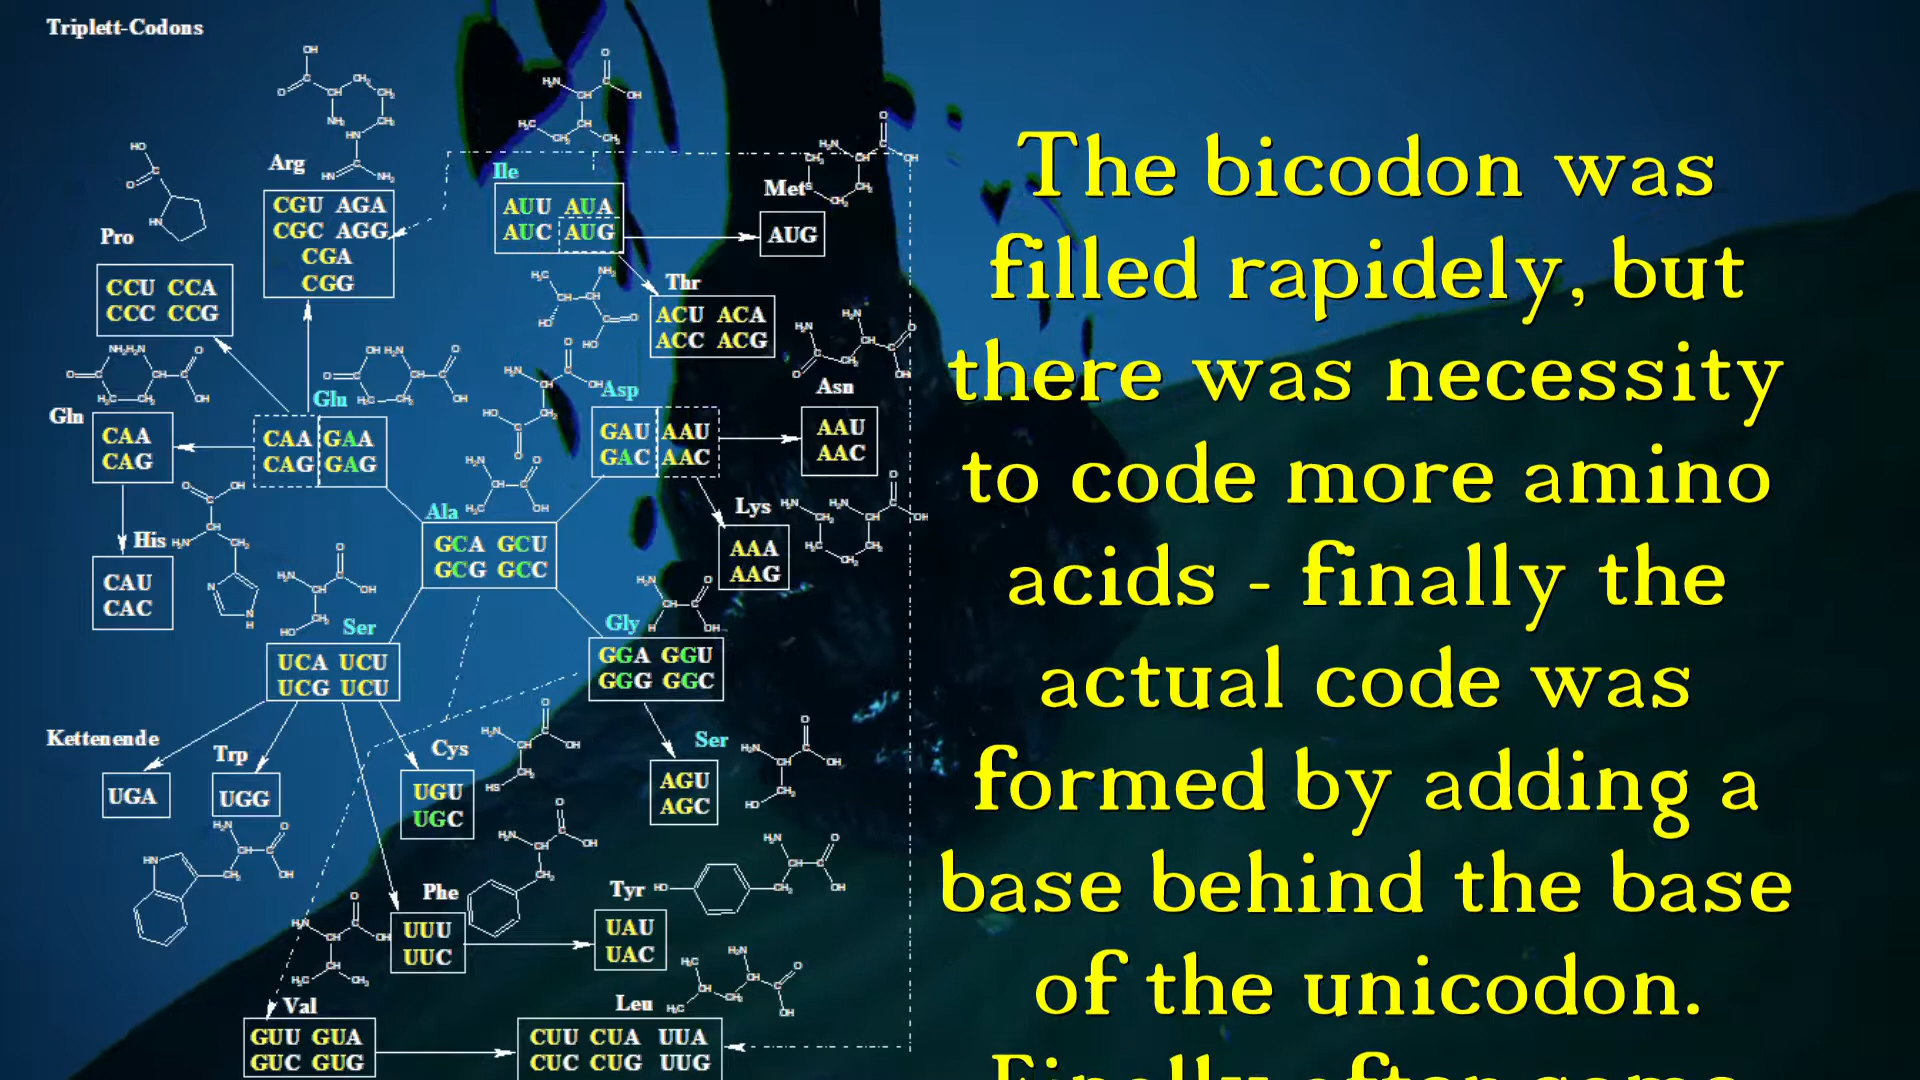 Triplett-Codons
Arg
CGU AGA
CGC AGG
CGA
CGG
Ile
AUU AUA
AUC AUG
Met
AUG
Pro
CCU CCA
CCC CCG
Thr
ACU ACA
ACC ACG
Gln
CAA
CAG
Glu
CAA GAA
CAG GAG
Asp
GAU AAU
GAC AAC
Asn
AAU
AAC
His
CAU
CAC
Ala
GCA GCU
GCG GCC
Lys
AAA
AAG
Ser
UCA UCU
UCG UCU
Gly
GGA GGU
GGG GGC
Kettenende
UGA
Trp
UGG
Cys
UGU
UGC
Ser
AGU
AGC
Phe
UUU
UUC
Tyr
UAU
UAC
Val
GUU GUA
GUC GUG
Leu
CUU CUA UUA
CUC CUG UUG
The bicodon was
filled rapidely, but
there was necessity
to code more amino
acids - finally the
actual code was
formed by adding a
base behind the base
of the unicodon.
Finally after some